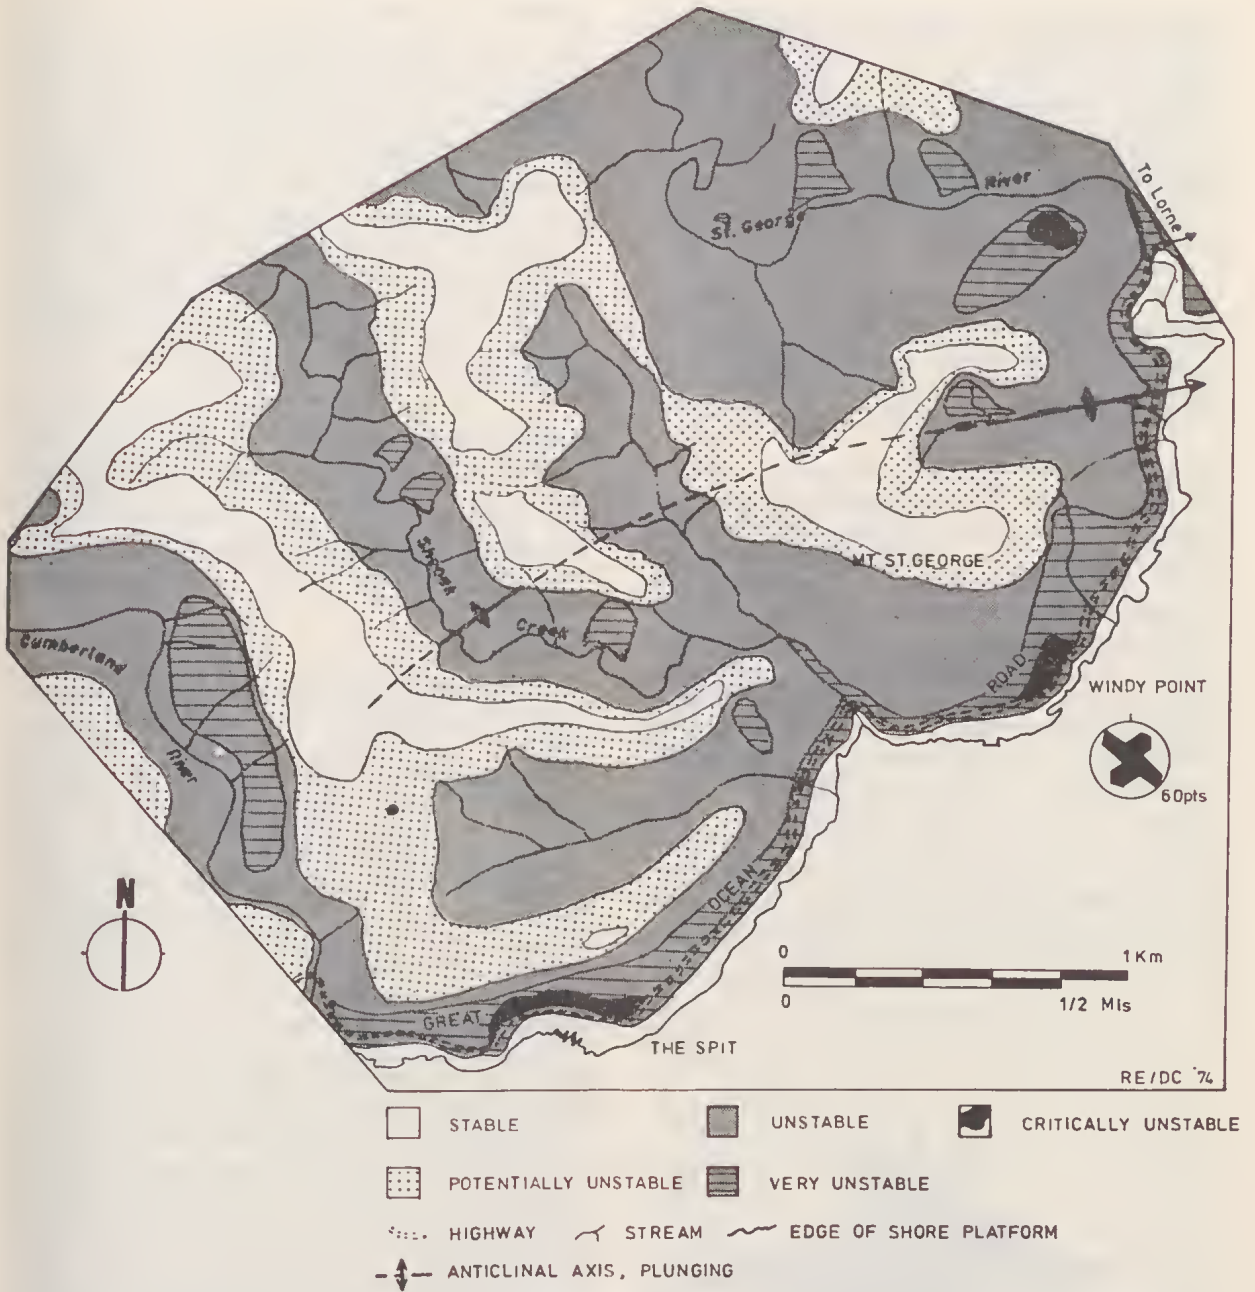 To Lorne
River
St. George
MT. ST. GEORGE
Sheoak
Creek
Cumberland
River
ROAD
WINDY POINT
60pts
N
OCEAN
0 1Km
0 1/2 Mls
GREAT
THE SPIT
RE/DC '74
STABLE UNSTABLE CRITICALLY UNSTABLE
POTENTIALLY UNSTABLE VERY UNSTABLE
HIGHWAY STREAM EDGE OF SHORE PLATFORM
ANTICLINAL AXIS, PLUNGING